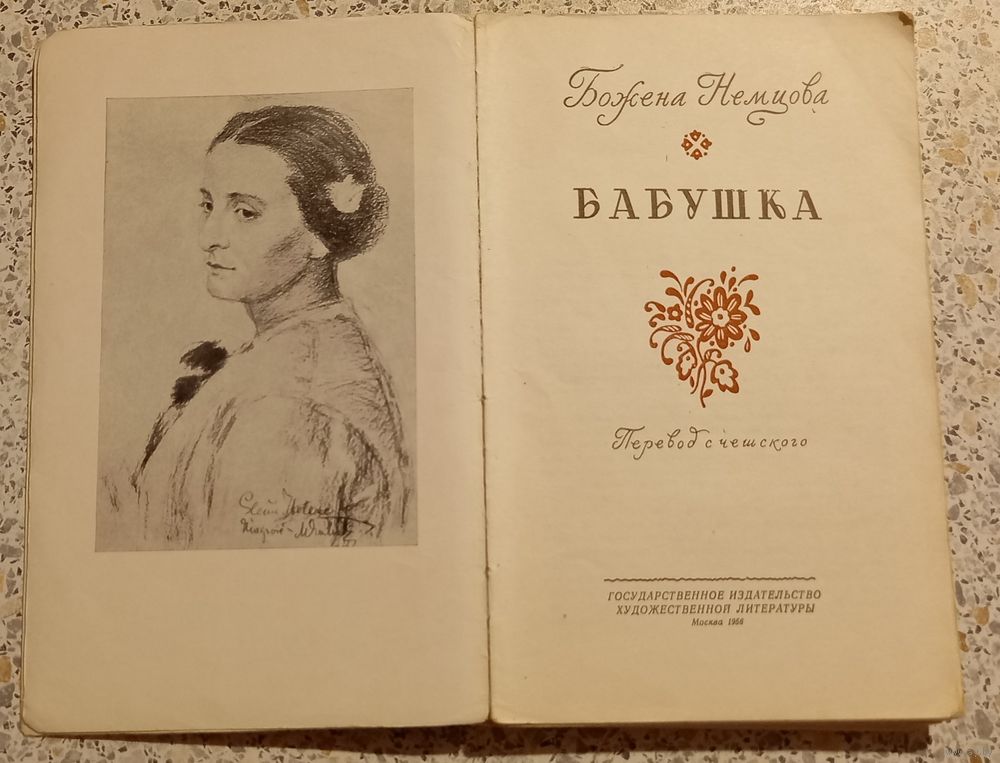 Божена Немцова
БАБУШКА
Перевод с чешского
ГОСУДАРСТВЕННОЕ ИЗДАТЕЛЬСТВО
ХУДОЖЕСТВЕННОЙ ЛИТЕРАТУРЫ
Москва 1956